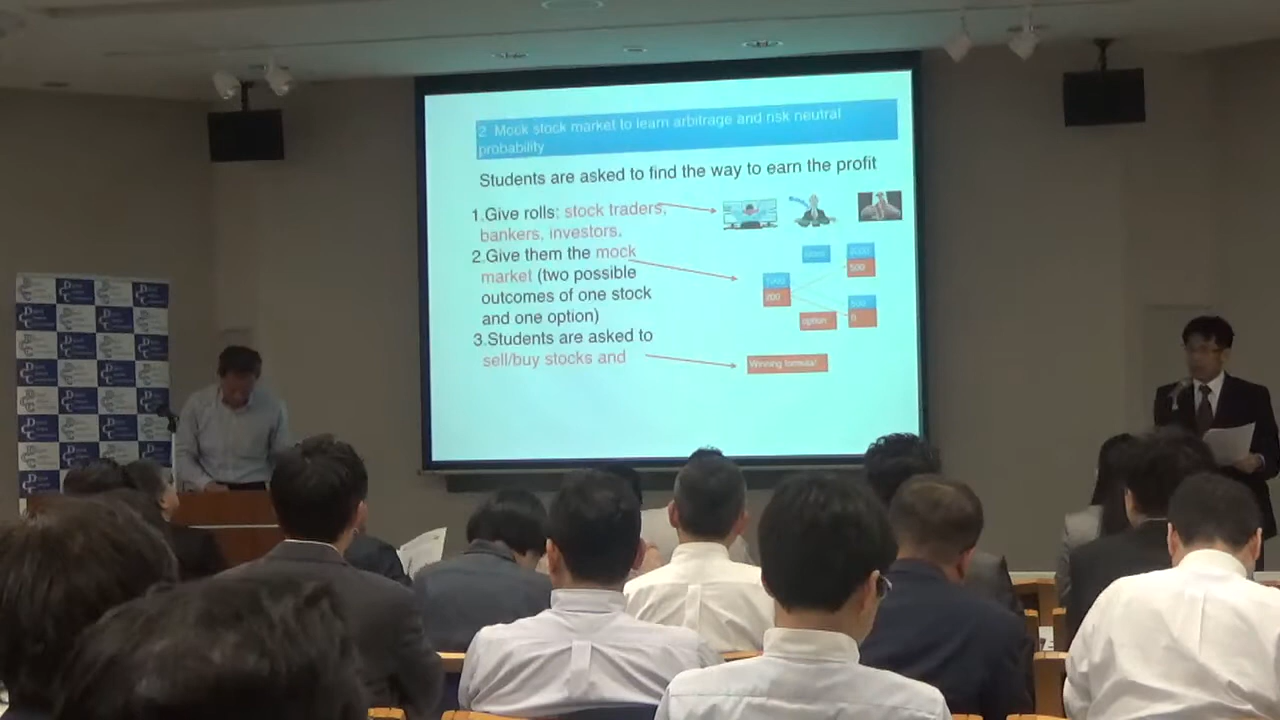 2  Mock stock market to learn arbitrage and risk neutral
probability
Students are asked to find the way to earn the profit
1.Give rolls: stock traders,
bankers, investors.
2.Give them the mock
market (two possible
outcomes of one stock
and one option)
3.Students are asked to
sell/buy stocks and
500
200
option
0
Winning formula!